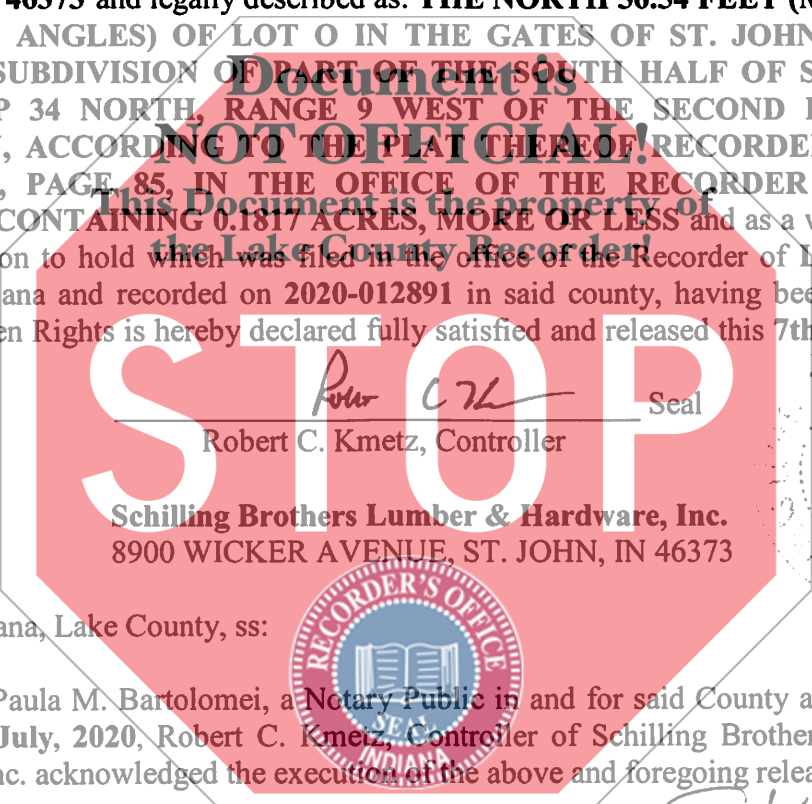 46373 and legally described as: THE NORTH 56.54 FEET (M
ANGLES) OF LOT O IN THE GATES OF ST. JOHN
SUBDIVISION OF PART OF THE SOUTH HALF OF S
P 34 NORTH, RANGE 9 WEST OF THE SECOND
, ACCORDING TO THE PLAT THEREOF RECORDE
, PAGE 85, IN THE OFFICE OF THE RECORDER
CONTAINING 0.1817 ACRES, MORE OR LESS and as a
on to hold which was filed in the office of the Recorder of L
iana and recorded on 2020-012891 in said county, having bee
en Rights is hereby declared fully satisfied and released this 7th
Document is
NOT OFFICIAL!
This Document is the property of
the Lake County Recorder!
STOP
Seal
Robert C. Kmetz, Controller
Schilling Brothers Lumber & Hardware, Inc.
8900 WICKER AVENUE, ST. JOHN, IN 46373
RECORDER'S OFFICE
SEAL
INDIANA
ana, Lake County, ss:
Paula M. Bartolomei, a Notary Public in and for said County a
July, 2020, Robert C. Kmetz, Controller of Schilling Brother
nc. acknowledged the execution of the above and foregoing relea